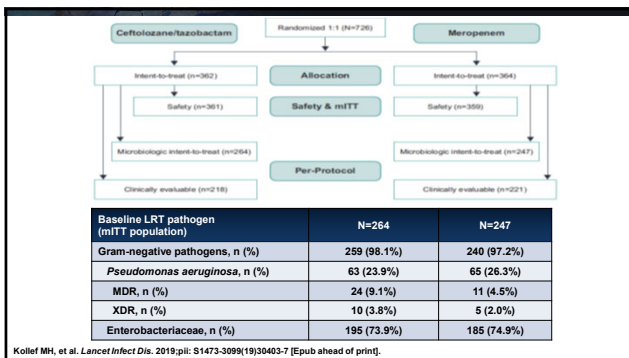 Randomized 1:1 (N=726)
Ceftolozane/tazobactam
Meropenem
Intent-to-treat (n=362)
Allocation
Intent-to-treat (n=364)
Safety (n=361)
Safety & mITT
Safety (n=359)
Microbiologic intent-to-treat (n=264)
Microbiologic intent-to-treat (n=247)
Per-Protocol
Clinically evaluable (n=218)
Clinically evaluable (n=221)
Baseline LRT pathogen
(mITT population)
N=264
N=247
Gram-negative pathogens, n (%)
259 (98.1%)
240 (97.2%)
Pseudomonas aeruginosa, n (%)
63 (23.9%)
65 (26.3%)
MDR, n (%)
24 (9.1%)
11 (4.5%)
XDR, n (%)
10 (3.8%)
5 (2.0%)
Enterobacteriaceae, n (%)
195 (73.9%)
185 (74.9%)
Kollef MH, et al. Lancet Infect Dis. 2019;pii: S1473-3099(19)30403-7 [Epub ahead of print].